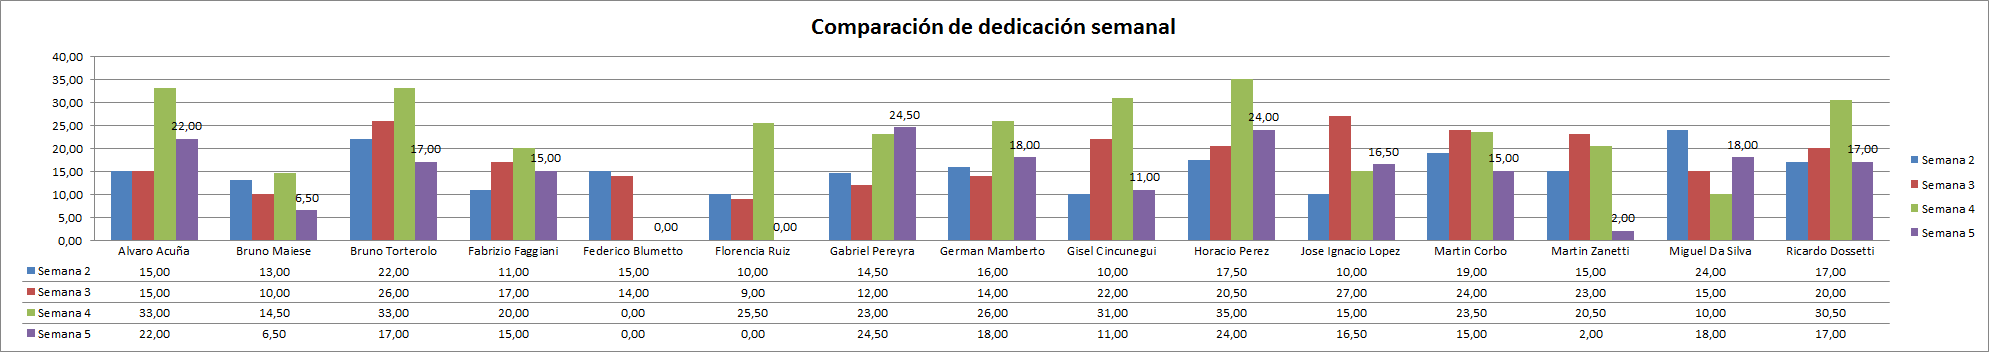 Comparación de dedicación semanal
40,00
35,00
30,00
25,00
20,00
15,00
10,00
5,00
0,00
22,00
6,50
17,00
15,00
0,00
0,00
24,50
18,00
11,00
24,00
16,50
15,00
2,00
18,00
17,00
Semana 2
Semana 3
Semana 4
Semana 5
Alvaro Acuña Bruno Maiese Bruno Torterolo Fabrizio Faggiani Federico Blumetto Florencia Ruiz Gabriel Pereyra German Mamberto Gisel Cincunegui Horacio Perez Jose Ignacio Lopez Martin Corbo Martin Zanetti Miguel Da Silva Ricardo Dossetti
Semana 2 15,00 13,00 22,00 11,00 15,00 10,00 14,50 16,00 10,00 17,50 10,00 19,00 15,00 24,00 17,00
Semana 3 15,00 10,00 26,00 17,00 14,00 9,00 12,00 14,00 22,00 20,50 27,00 24,00 23,00 15,00 20,00
Semana 4 33,00 14,50 33,00 20,00 0,00 25,50 23,00 26,00 31,00 35,00 15,00 23,50 20,50 10,00 30,50
Semana 5 22,00 6,50 17,00 15,00 0,00 0,00 24,50 18,00 11,00 24,00 16,50 15,00 2,00 18,00 17,00